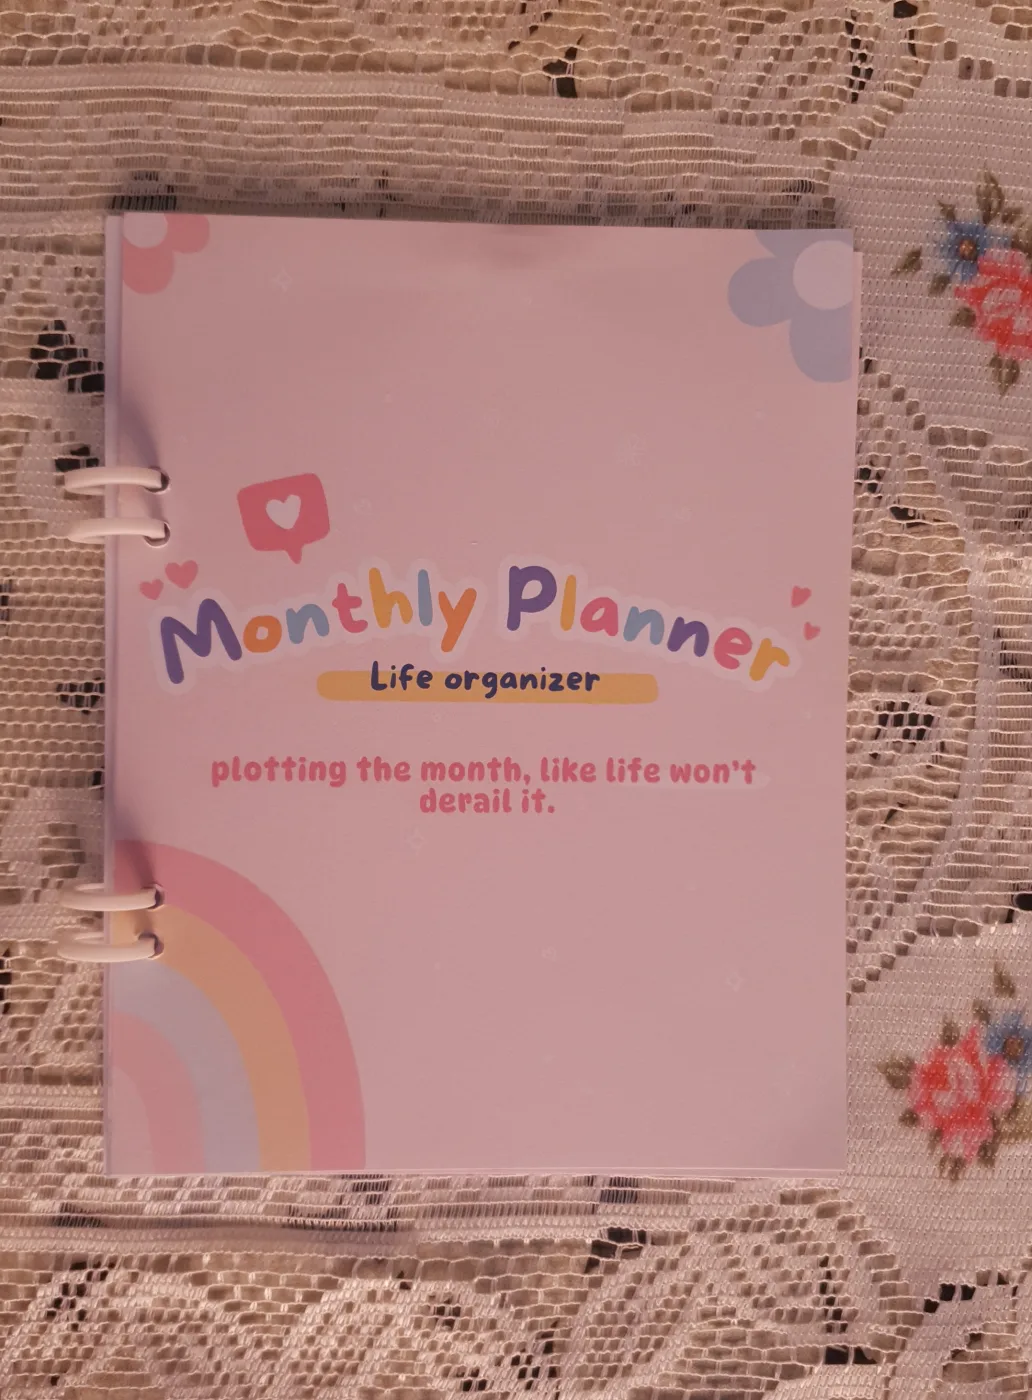 Monthly Planner
Life organizer
plotting the month, like life won't
derail it.